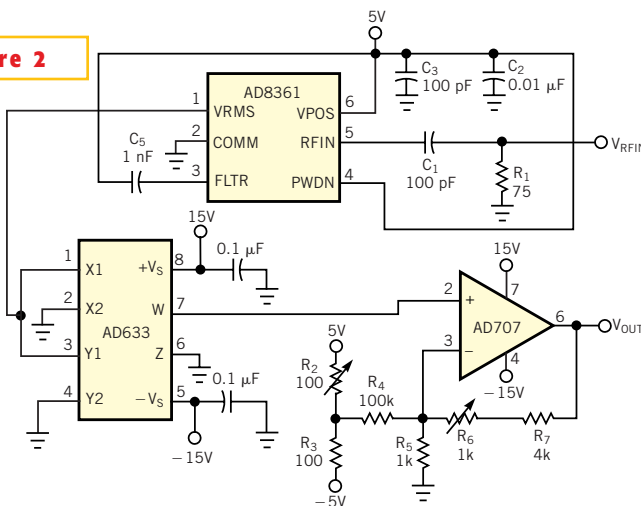 re 2
5V
C3
100 pF
C2
0.01 µF
AD8361
1
VRMS
VPOS
6
2
COMM
RFIN
5
C5
1 nF
3
FLTR
PWDN
4
C1
100 pF
R1
75
VRFIN
15V
0.1 µF
1
X1
+VS
8
2
X2
W
7
AD633
3
Y1
Z
6
4
Y2
−VS
5
0.1 µF
−15V
15V
2
+
7
AD707
6
VOUT
3
−
4
−15V
5V
R2
100
R4
100k
R3
100
−5V
R5
1k
R6
1k
R7
4k